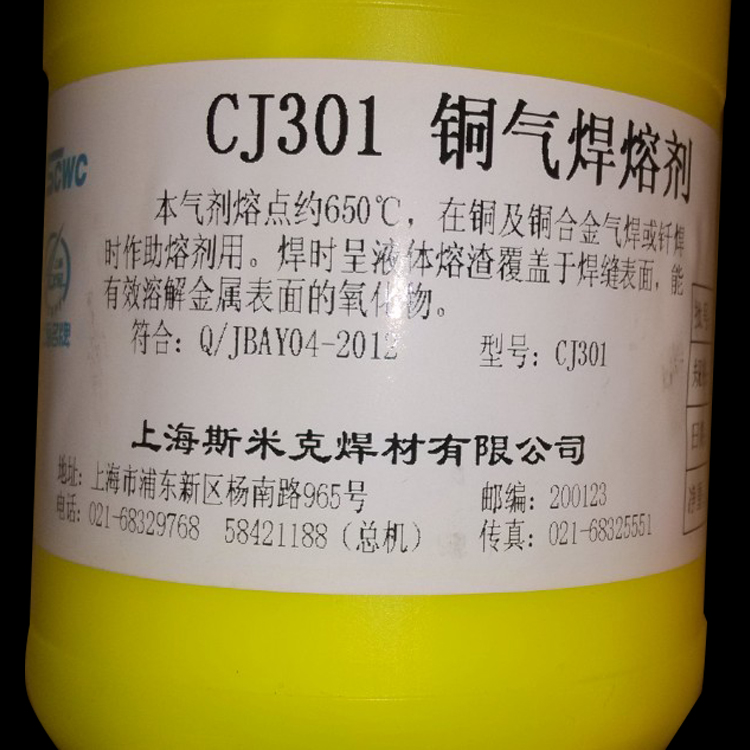 CJ301 铜气焊熔剂
CWC
本气剂熔点约650℃，在铜及铜合金气焊或钎焊
时作助熔剂用。焊时呈液体熔渣覆盖于焊缝表面，能
有效溶解金属表面的氧化物。
符合：Q/JBAY04-2012 型号：CJ301
上海斯米克焊材有限公司
地址：上海市浦东新区杨南路965号 邮编：200123
电话：021-68329768 58421188（总机） 传真：021-68325551